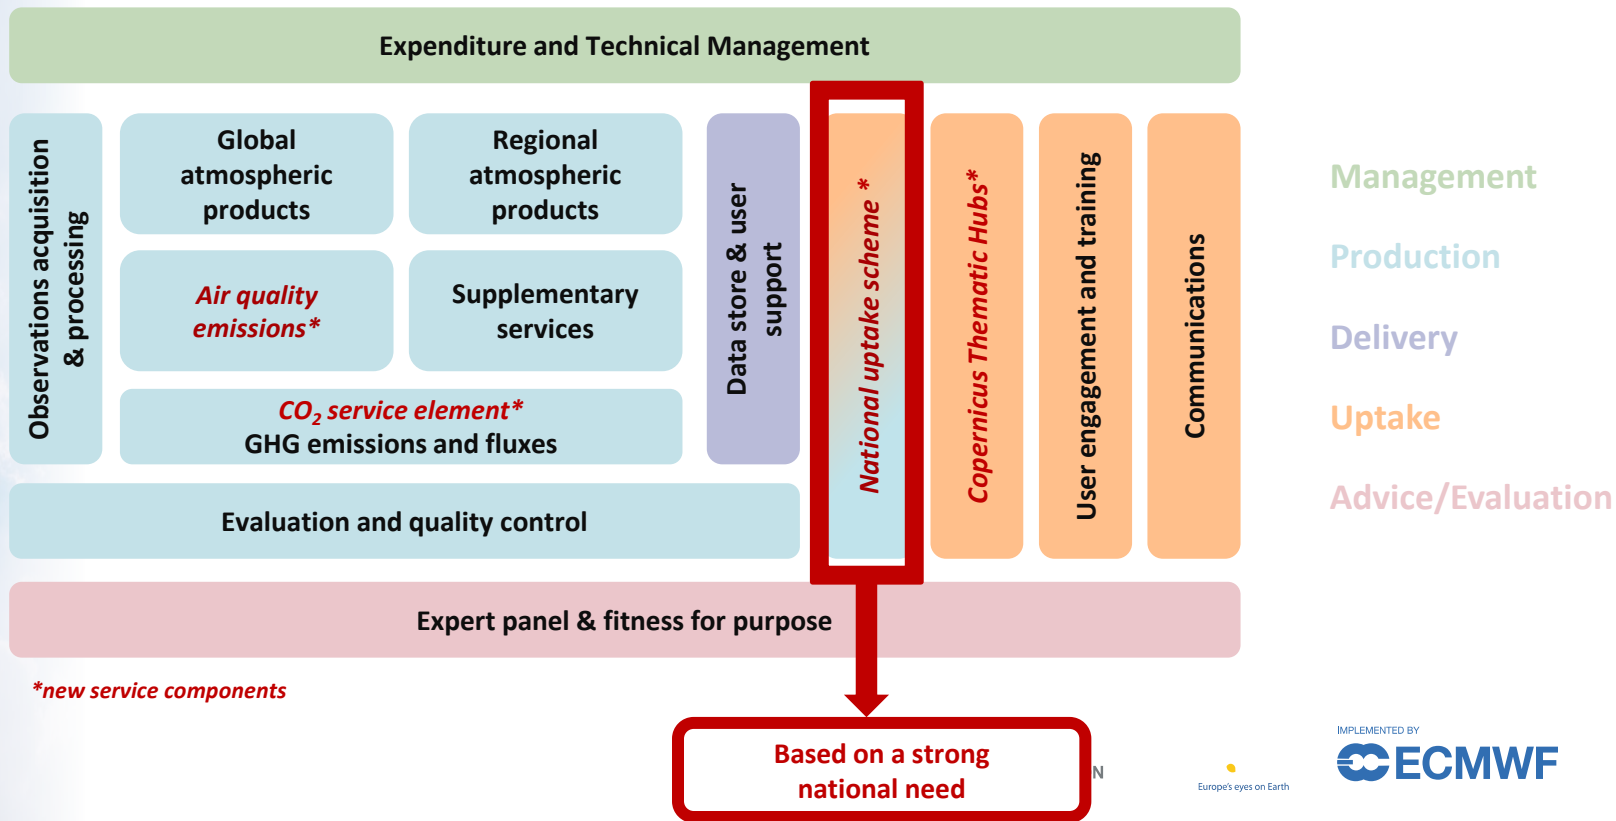 Expenditure and Technical Management
Observations acquisition
& processing
Global
atmospheric
products
Regional
atmospheric
products
Air quality
emissions*
Supplementary
services
CO₂ service element*
GHG emissions and fluxes
Data store & user
support
National uptake scheme *
Copernicus Thematic Hubs*
User engagement and training
Communications
Evaluation and quality control
Expert panel & fitness for purpose
*new service components
Based on a strong
national need
Management
Production
Delivery
Uptake
Advice/Evaluation
N
Europe's eyes on Earth
IMPLEMENTED BY
ECMWF